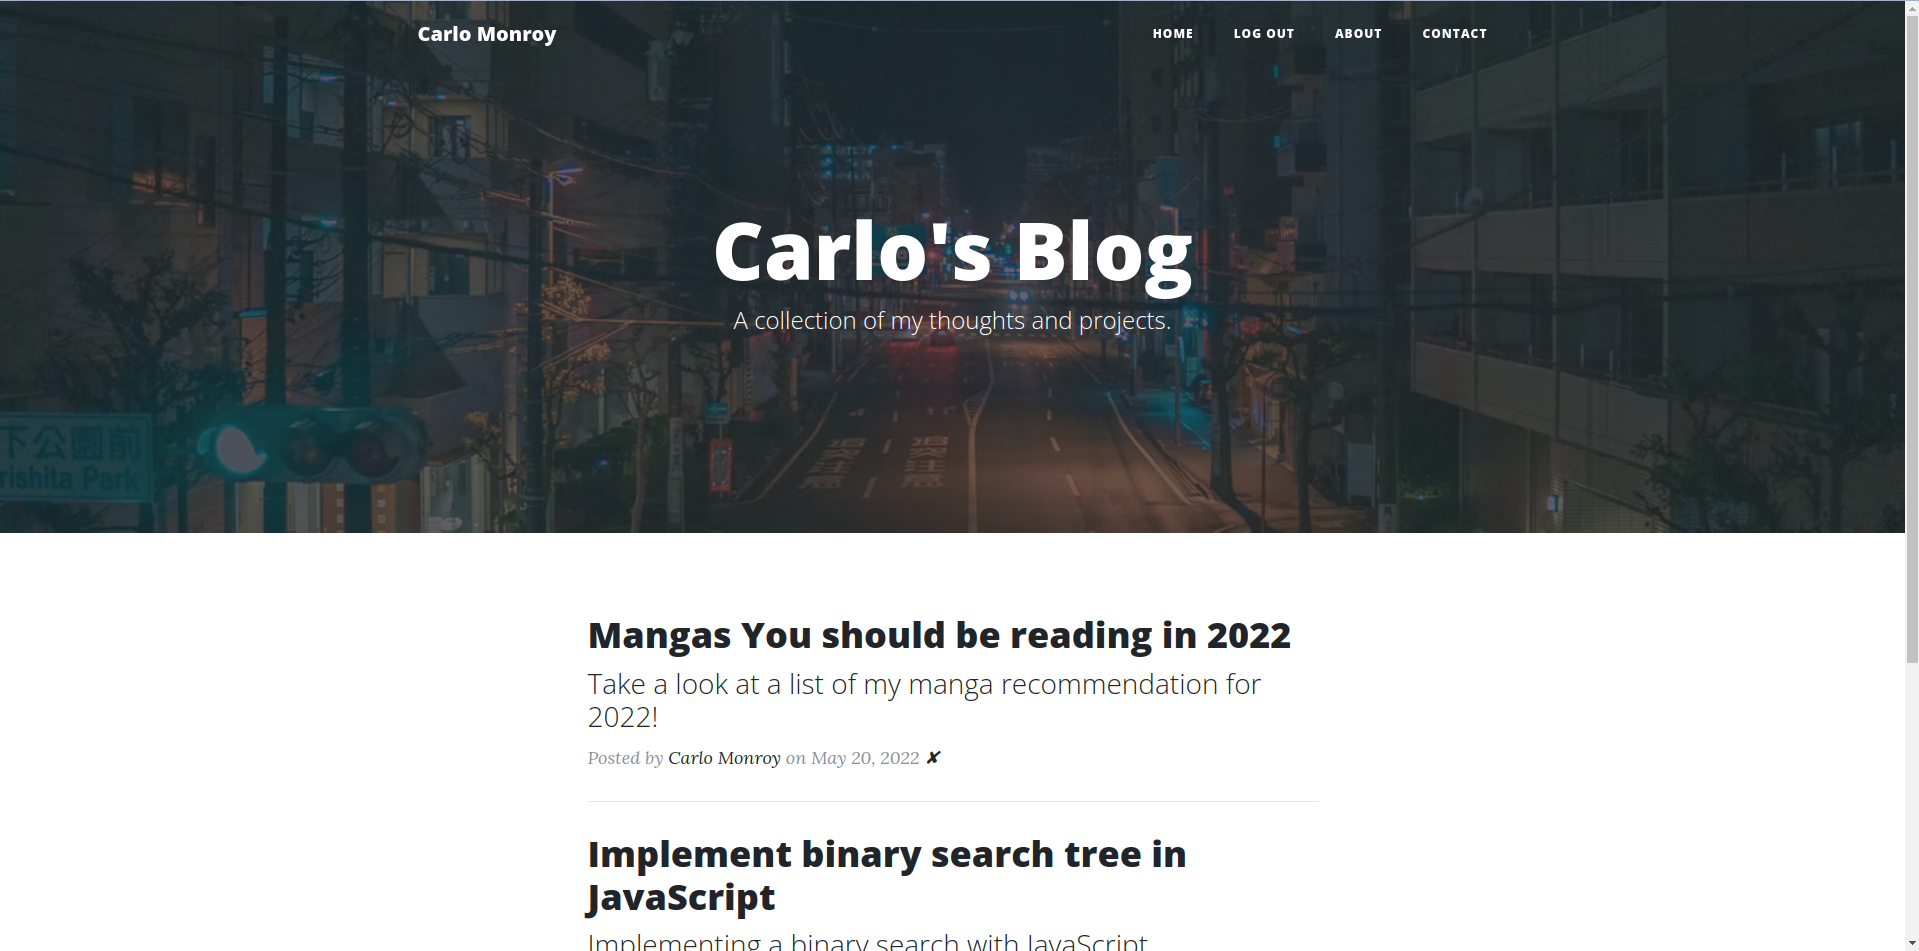 Carlo Monroy
HOME LOG OUT ABOUT CONTACT
Carlo's Blog
A collection of my thoughts and projects.
下公園前
rishita Park
Mangas You should be reading in 2022
Take a look at a list of my manga recommendation for
2022!
Posted by Carlo Monroy on May 20, 2022 ✘
Implement binary search tree in
JavaScript
Implementing a binary search with JavaScript